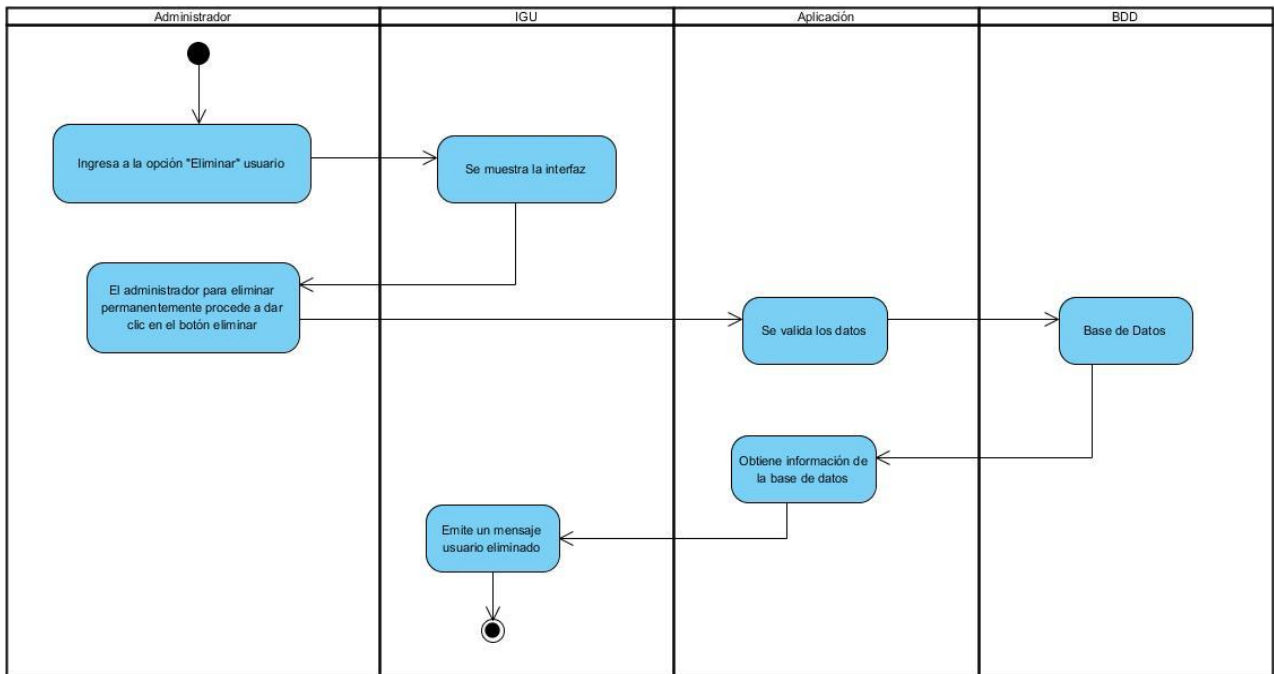 Administrador
IGU
Aplicación
BDD
Ingresa a la opción "Eliminar" usuario
Se muestra la interfaz
El administrador para eliminar
permanentemente procede a dar
clic en el botón eliminar
Se valida los datos
Base de Datos
Obtiene información de
la base de datos
Emite un mensaje
usuario eliminado